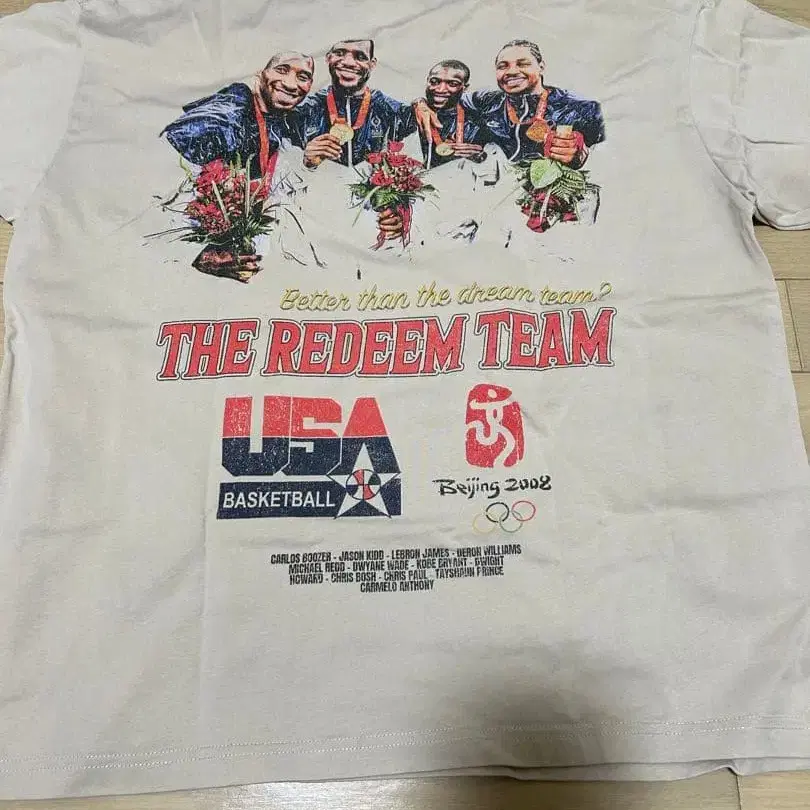 Better than the dream team?
THE REDEEM TEAM
USA
BASKETBALL
Beijing 2008
CARLOS BOOZER - JASON KIDD - LEBRON JAMES - DERON WILLIAMS
MICHAEL REDD - DWYANE WADE - KOBE BRYANT - DWIGHT
HOWARD - CHRIS BOSH - CHRIS PAUL - TAYSHAUN PRINCE
CARMELO ANTHONY